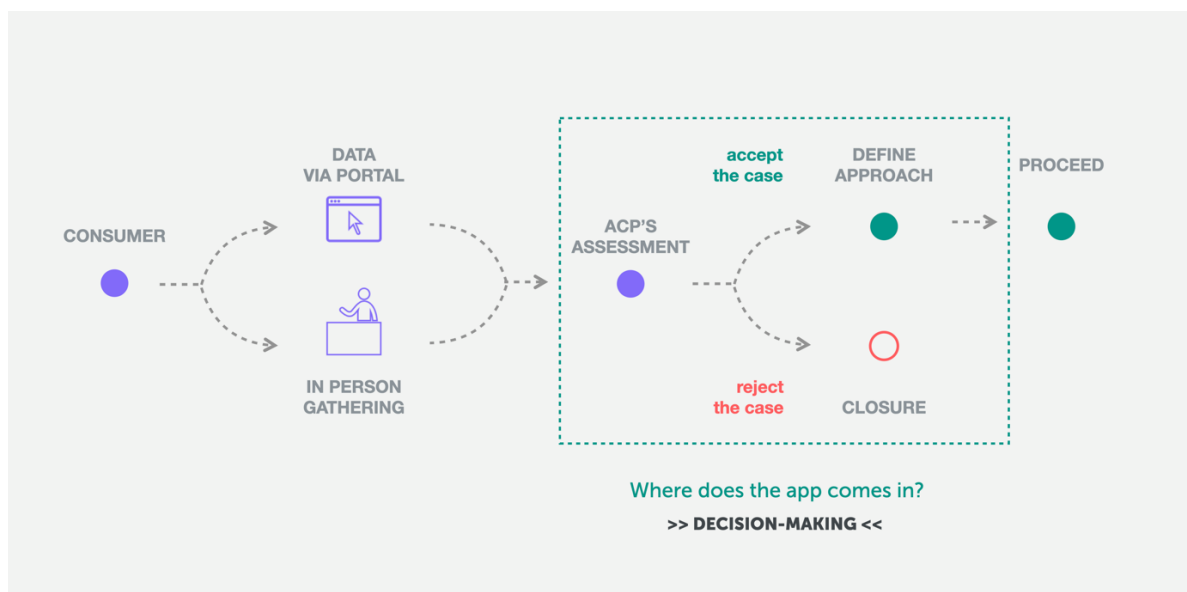 CONSUMER
DATA
VIA PORTAL
IN PERSON
GATHERING
ACP'S
ASSESSMENT
accept
the case
DEFINE
APPROACH
reject
the case
CLOSURE
PROCEED
Where does the app comes in?
>> DECISION-MAKING <<